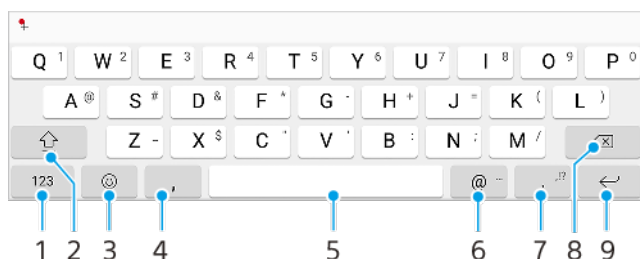 +
Q 1 W 2 E 3 R 4 T 5 Y 6 U 7 I 8 O 9 P 0
A @ S # D & F * G - H + J = K ( L )
Z - X $ C " V ' B : N ; M /
123 , @ ... . ,!?
1 2 3 4 5 6 7 8 9